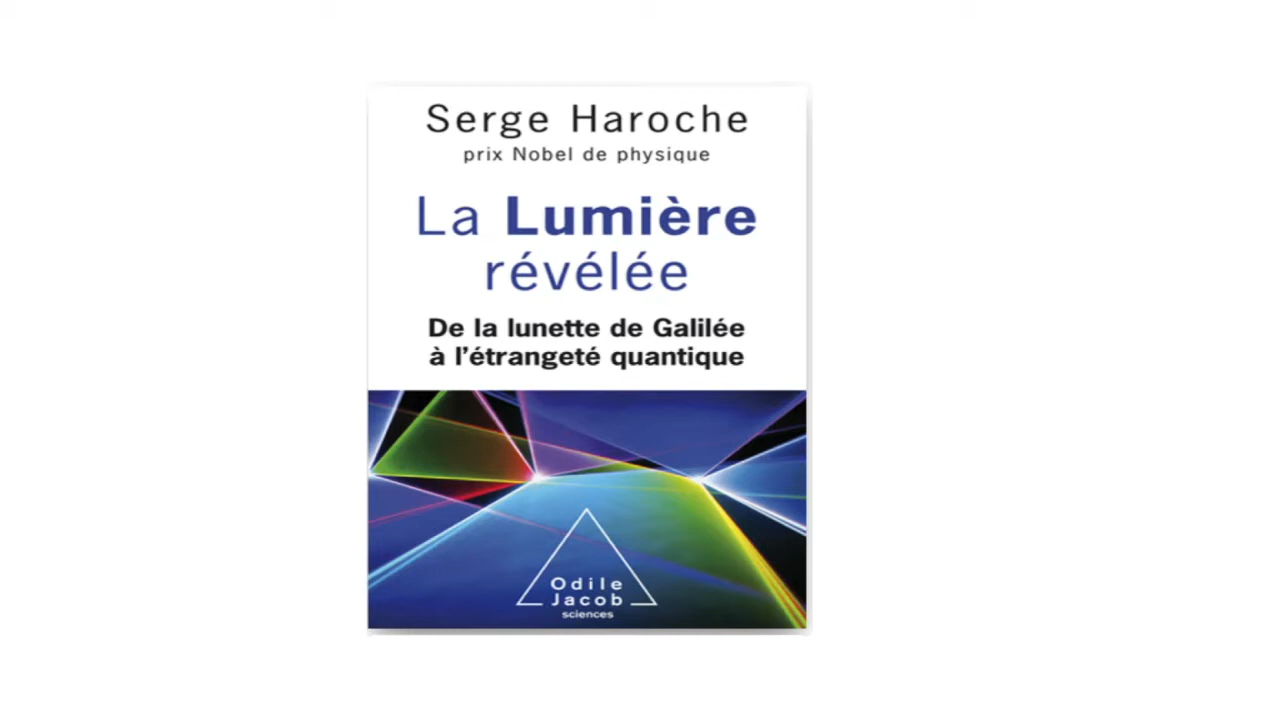 Serge Haroche
prix Nobel de physique
La Lumière
révélée
De la lunette de Galilée
à l’étrangeté quantique
Odile
Jacob
sciences